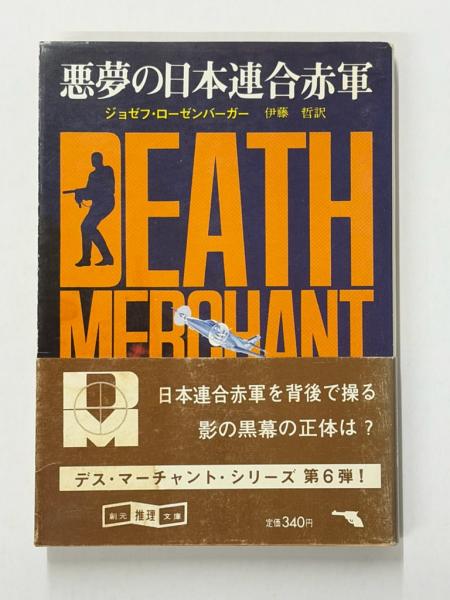 悪夢の日本連合赤軍
ジョゼフ・ローゼンバーガー 伊藤 哲訳
DEATH
MERCHANT
DM
日本連合赤軍を背後で操る
影の黒幕の正体は？
デス・マーチャント・シリーズ 第6弾！
創元 推理 文庫
定価340円